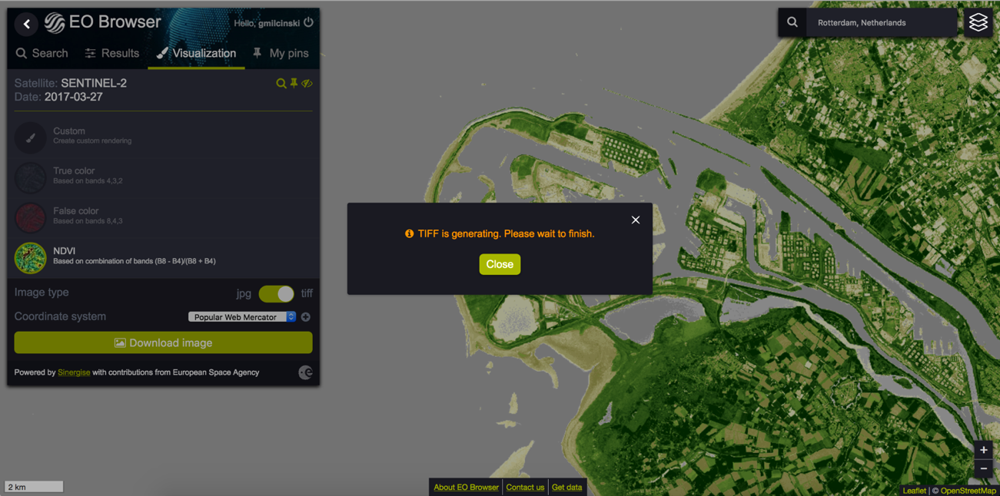 EO Browser
Hello, gmilcinski
Search
Results
Visualization
My pins
Satellite: SENTINEL-2
Date: 2017-03-27
Custom
Create custom rendering
True color
Based on bands 4,3,2
False color
Based on bands 8,4,3
NDVI
Based on combination of bands (B8 - B4)/(B8 + B4)
Image type
jpg
tiff
Coordinate system
Popular Web Mercator
Download image
Powered by Sinergise with contributions from European Space Agency
TIFF is generating. Please wait to finish.
Close
Rotterdam, Netherlands
+
−
2 km
About EO Browser
Contact us
Get data
Leaflet | © OpenStreetMap